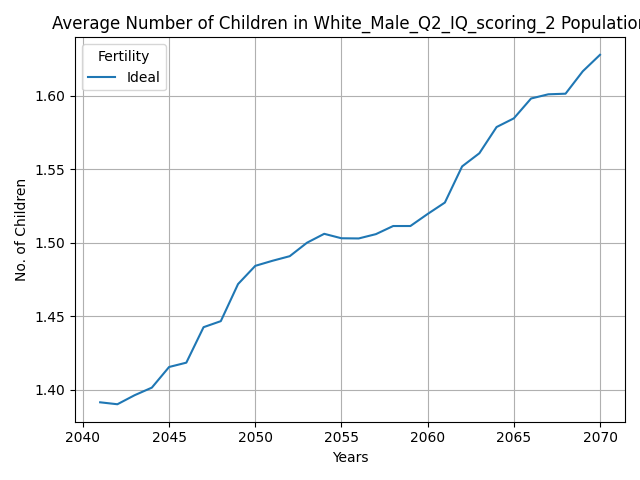 Average Number of Children in White_Male_Q2_IQ_scoring_2 Population
Fertility
Ideal
No. of Children
1.60
1.55
1.50
1.45
1.40
2040 2045 2050 2055 2060 2065 2070
Years